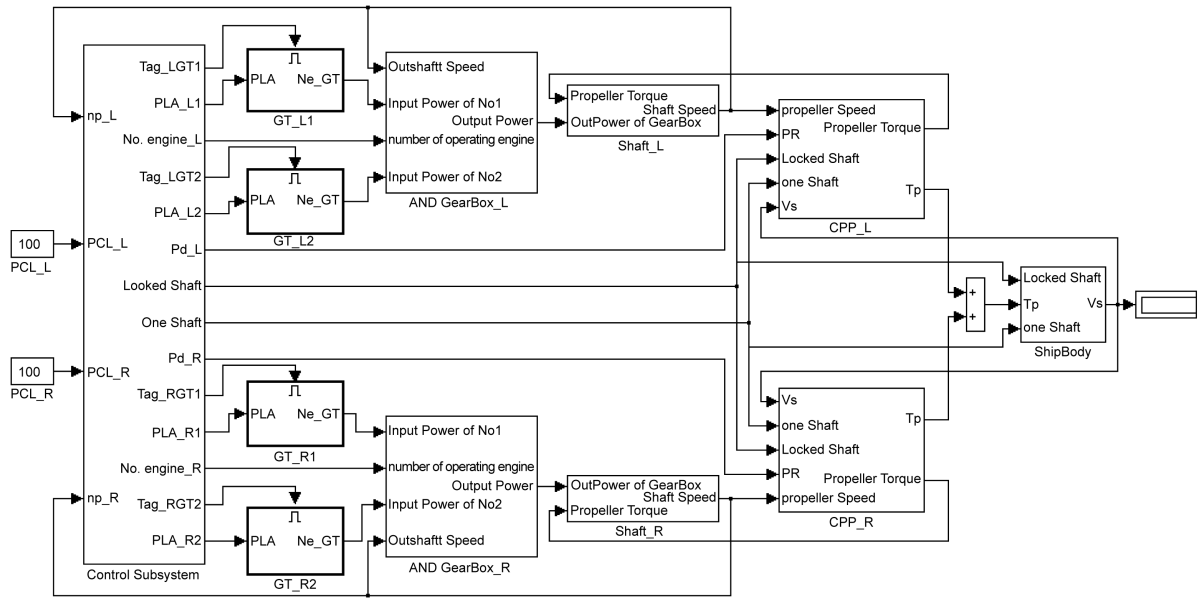 100
PCL_L
100
PCL_R
np_L
PCL_L
PCL_R
np_R
Tag_LGT1
PLA_L1
No. engine_L
Tag_LGT2
PLA_L2
Pd_L
Looked Shaft
One Shaft
Pd_R
Tag_RGT1
PLA_R1
No. engine_R
Tag_RGT2
PLA_R2
Control Subsystem
PLA Ne_GT
GT_L1
PLA Ne_GT
GT_L2
PLA Ne_GT
GT_R1
PLA Ne_GT
GT_R2
Outshaftt Speed
Input Power of No1
Output Power
number of operating engine
Input Power of No2
AND GearBox_L
Input Power of No1
number of operating engine
Output Power
Input Power of No2
Outshaftt Speed
AND GearBox_R
Propeller Torque
Shaft Speed
OutPower of GearBox
Shaft_L
OutPower of GearBox
Shaft Speed
Propeller Torque
Shaft_R
propeller Speed
Propeller Torque
PR
Locked Shaft
one Shaft
Tp
Vs
CPP_L
Vs
Tp
one Shaft
Locked Shaft
PR
Propeller Torque
propeller Speed
CPP_R
+
+
Locked Shaft
Tp Vs
one Shaft
ShipBody